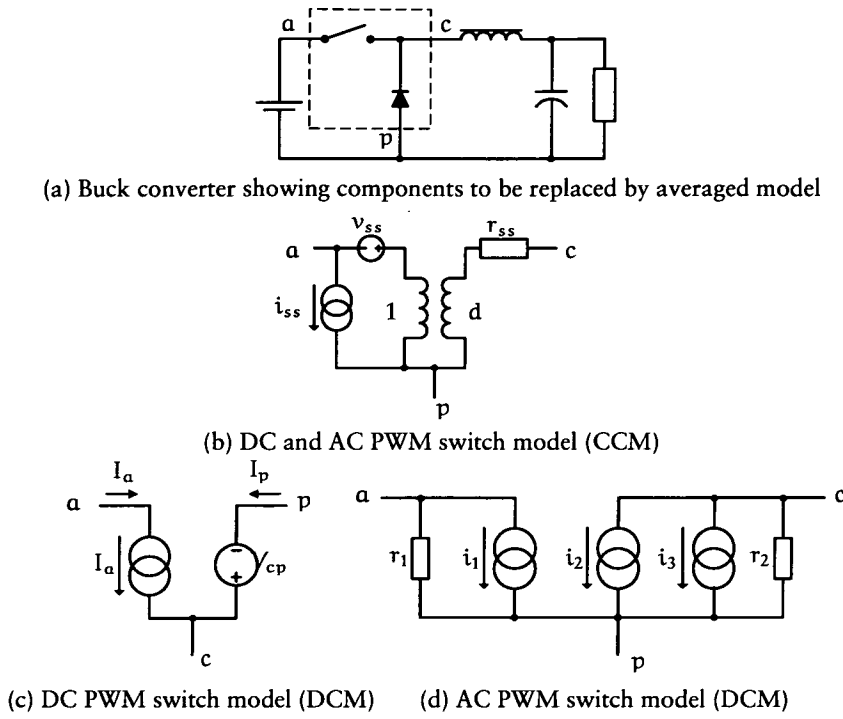 a
c
p
(a) Buck converter showing components to be replaced by averaged model
v_ss
r_ss
a
c
i_ss
1
d
p
(b) DC and AC PWM switch model (CCM)
I_a
I_p
a
p
I_a
V_cp
c
a
c
r_1
i_1
i_2
i_3
r_2
p
(c) DC PWM switch model (DCM)
(d) AC PWM switch model (DCM)